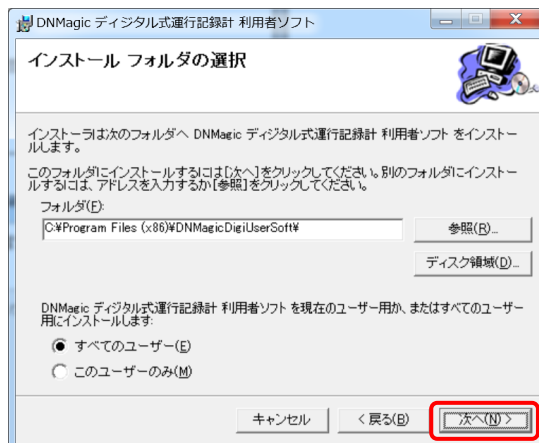 DNMagic ディジタル式運行記録計 利用者ソフト
インストール フォルダの選択
インストーラは次のフォルダへ DNMagic ディジタル式運行記録計 利用者ソフト をインストー
ルします。
このフォルダにインストールするには[次へ]をクリックしてください。別のフォルダにインストー
ルするには、アドレスを入力するか[参照]をクリックしてください。
フォルダ(F):
C:¥Program Files (x86)¥DNMagicDigiUserSoft¥
参照(R)...
ディスク領域(D)...
DNMagic ディジタル式運行記録計 利用者ソフト を現在のユーザー用か、またはすべてのユーザー
用にインストールします:
すべてのユーザー(E)
このユーザーのみ(M)
キャンセル
< 戻る(B)
次へ(N) >